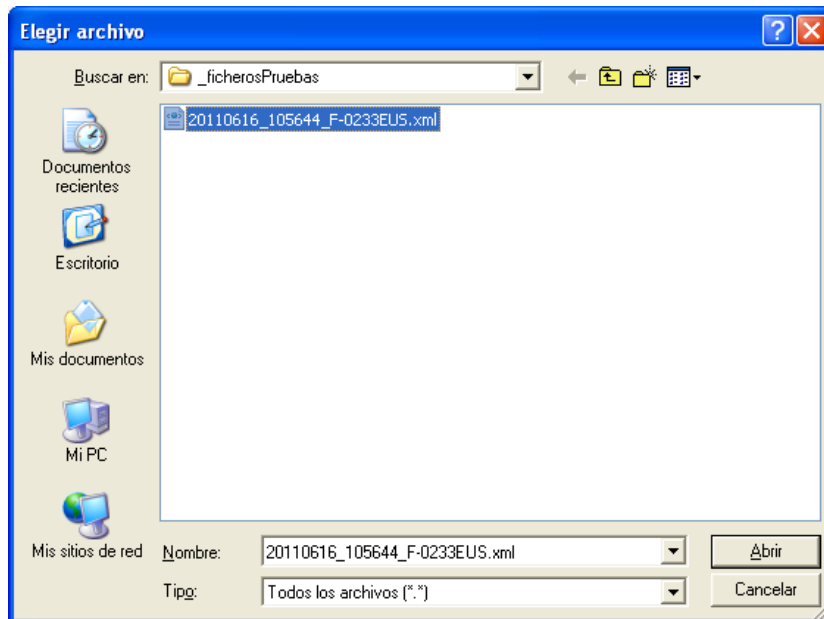 Elegir archivo
Buscar en:
_ficherosPruebas
20110616_105644_F-0233EUS.xml
Documentos
recientes
Escritorio
Mis documentos
Mi PC
Mis sitios de red
Nombre:
20110616_105644_F-0233EUS.xml
Abrir
Tipo:
Todos los archivos (*.*)
Cancelar